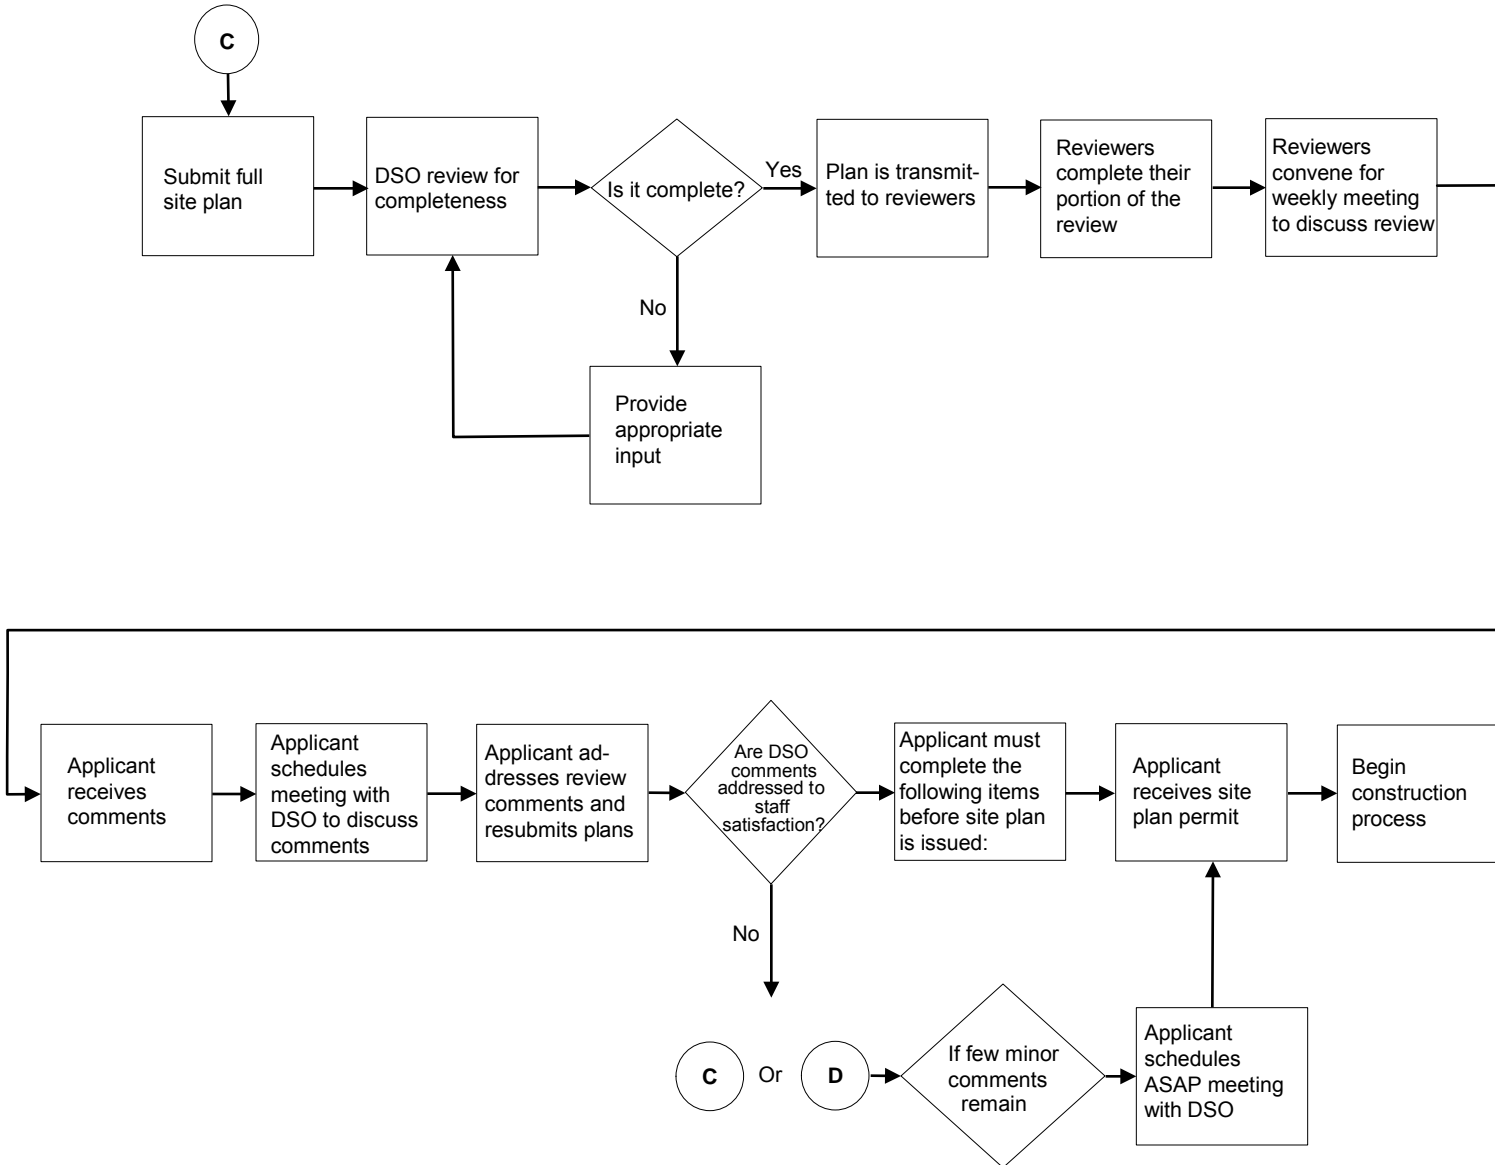 C
Submit full
site plan
DSO review for
completeness
Is it complete?
Yes
Plan is transmit-
ted to reviewers
Reviewers
complete their
portion of the
review
Reviewers
convene for
weekly meeting
to discuss review
No
Provide
appropriate
input
Applicant
receives
comments
Applicant
schedules
meeting with
DSO to discuss
comments
Applicant ad-
dresses review
comments and
resubmits plans
Are DSO
comments
addressed to
staff
satisfaction?
Applicant must
complete the
following items
before site plan
is issued:
Applicant
receives site
plan permit
Begin
construction
process
No
C Or D
If few minor
comments
remain
Applicant
schedules
ASAP meeting
with DSO